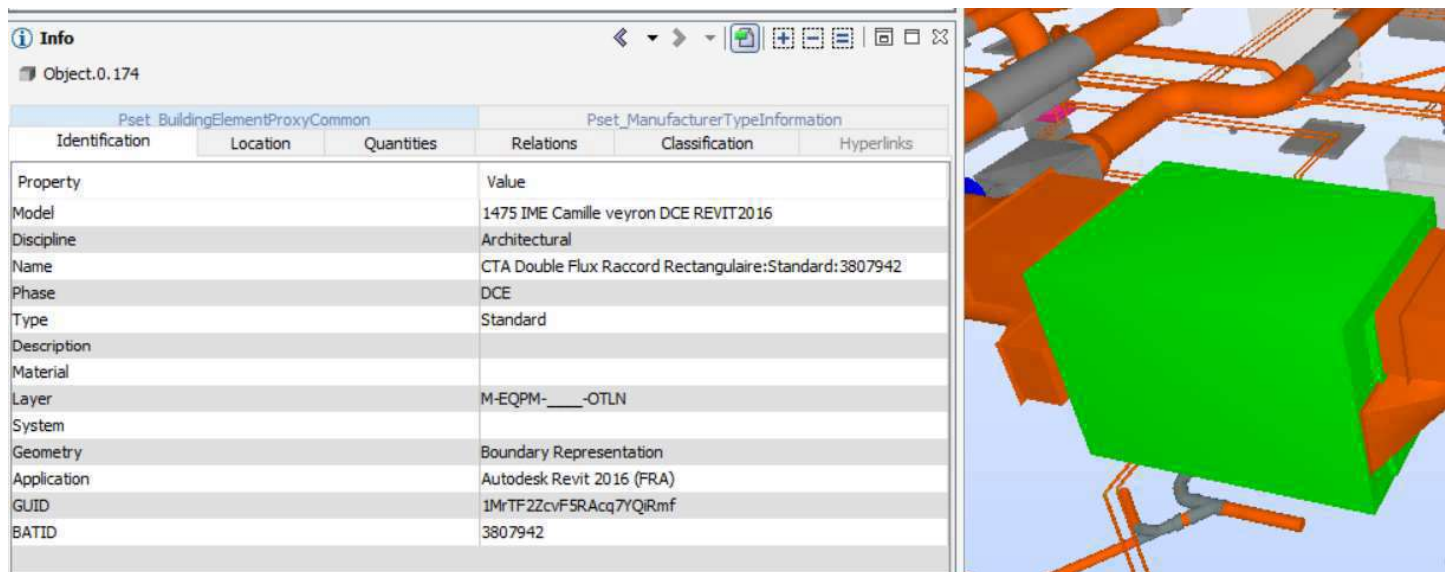 Info
Object.0.174
Pset_BuildingElementProxyCommon Pset_ManufacturerTypeInformation
Identification Location Quantities Relations Classification Hyperlinks
Property Value
Model 1475 IME Camille veyron DCE REVIT2016
Discipline Architectural
Name CTA Double Flux Raccord Rectangulaire:Standard:3807942
Phase DCE
Type Standard
Description
Material
Layer M-EQPM-____-OTLN
System
Geometry Boundary Representation
Application Autodesk Revit 2016 (FRA)
GUID 1MrTF2ZcvF5RAcq7YQiRmf
BATID 3807942